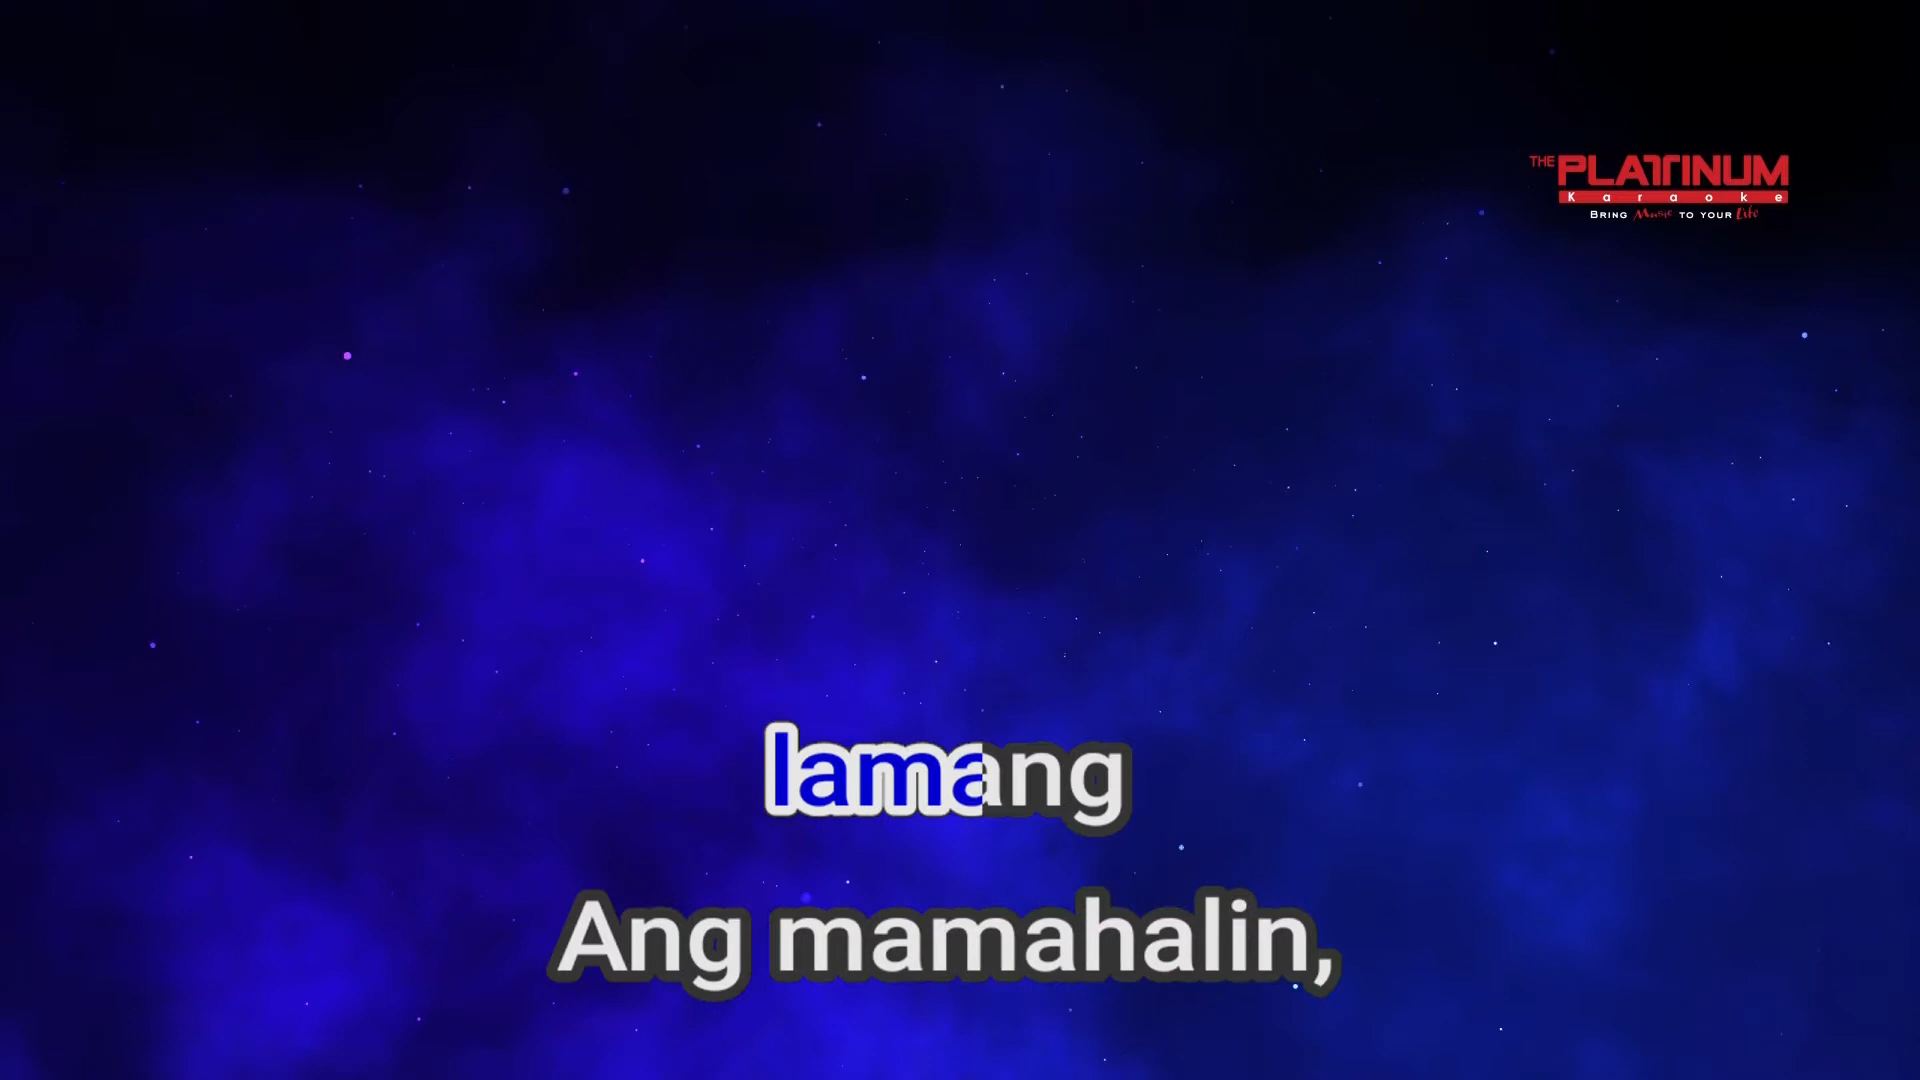 THE PLATINUM
Karaoke
BRING Music TO YOUR Life
lamang
Ang mamahalin,